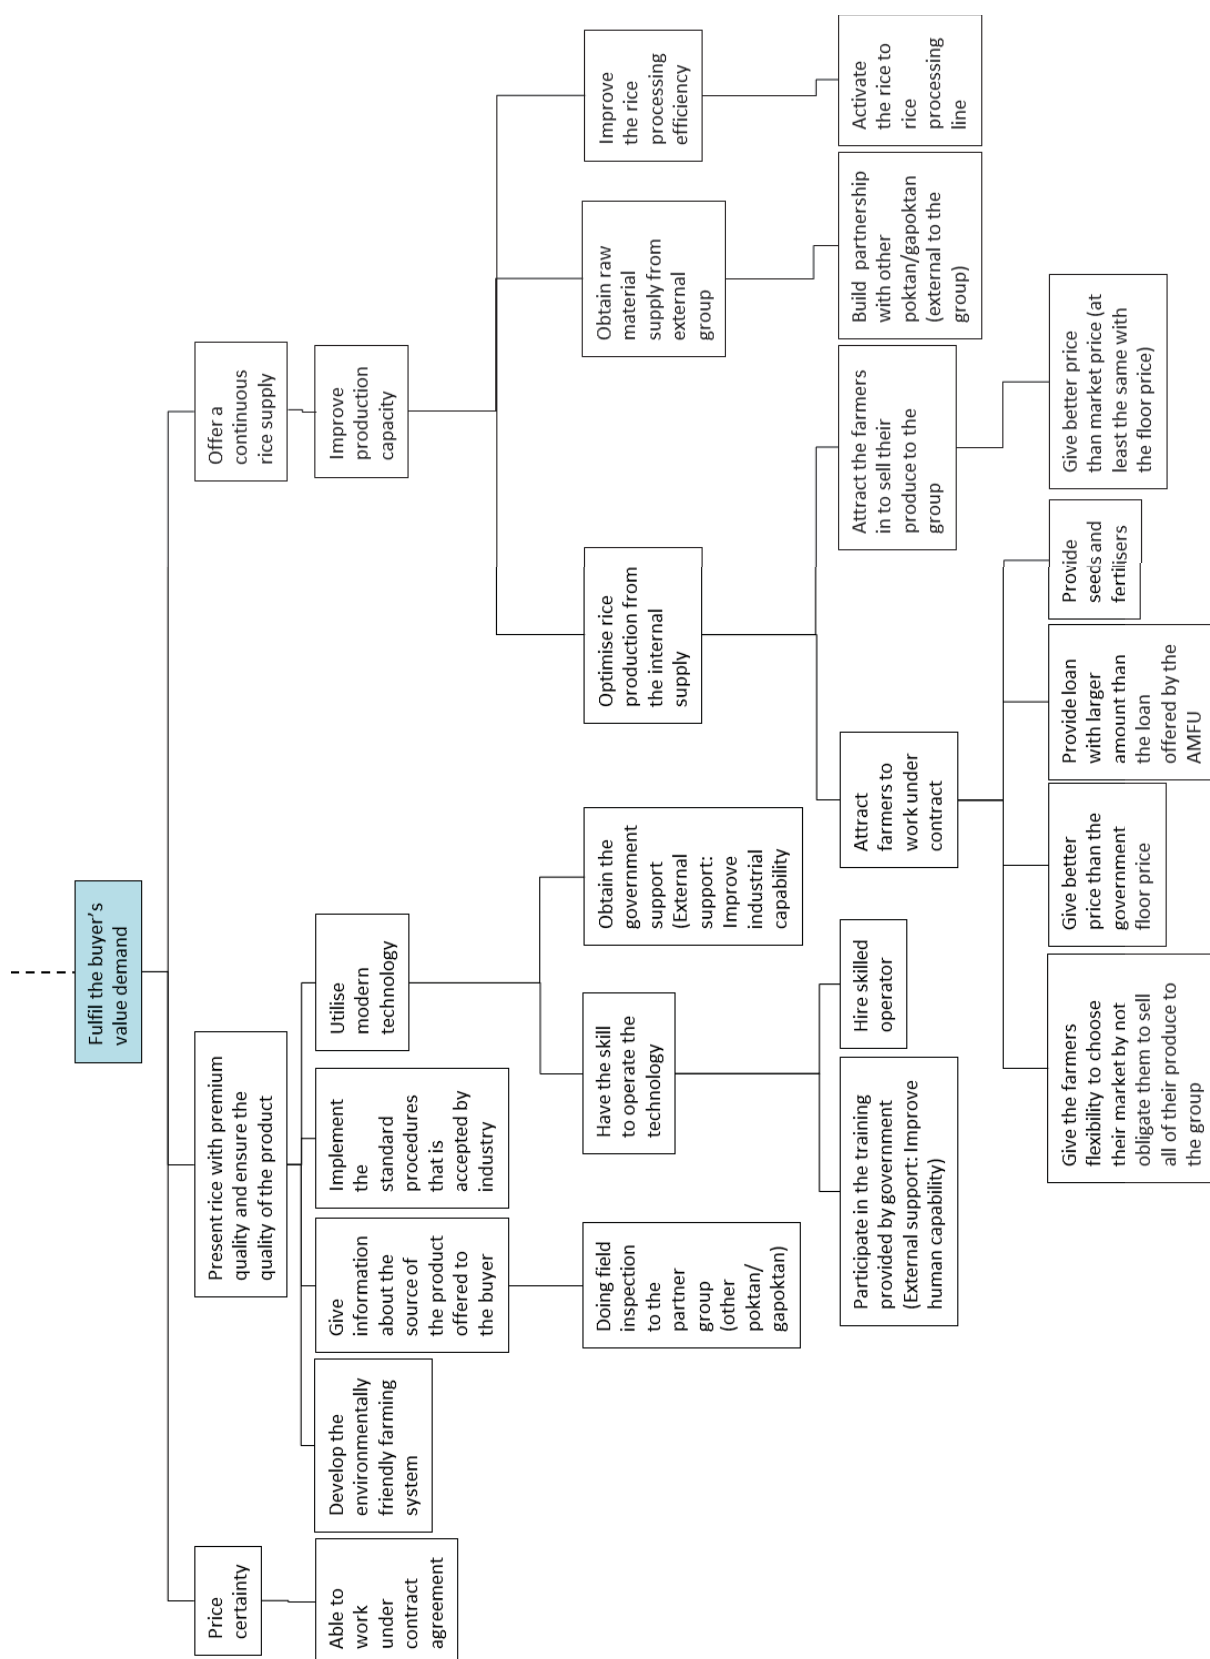 Fulfil the buyer's
value demand
Price
certainty
Present rice with premium
quality and ensure the
quality of the product
Offer a
continuous
rice supply
Able to
work
under
contract
agreement
Develop the
environmentally
friendly farming
system
Give
information
about the
source of
the product
offered to
the buyer
Implement
the
standard
procedures
that is
accepted by
industry
Utilise
modern
technology
Improve
production
capacity
Doing field
inspection
to the
partner
group
(other
poktan/
gapoktan)
Have the skill
to operate the
technology
Obtain the
government
support
(External
support:
Improve
industrial
capability
Optimise rice
production from
the internal
supply
Obtain raw
material
supply from
external
group
Improve
the rice
processing
efficiency
Participate in the training
provided by government
(External support: Improve
human capability)
Hire skilled
operator
Attract
farmers to
work under
contract
Attract the farmers
in to sell their
produce to the
group
Build partnership
with other
poktan/gapoktan
(external to the
group)
Activate
the rice to
rice
processing
line
Give the farmers
flexibility to choose
their market by not
obligate them to sell
all of their produce to
the group
Give better
price than the
government
floor price
Provide loan
with larger
amount than
the loan
offered by the
AMFU
Provide
seeds and
fertilisers
Give better price
than market price (at
least the same with
the floor price)